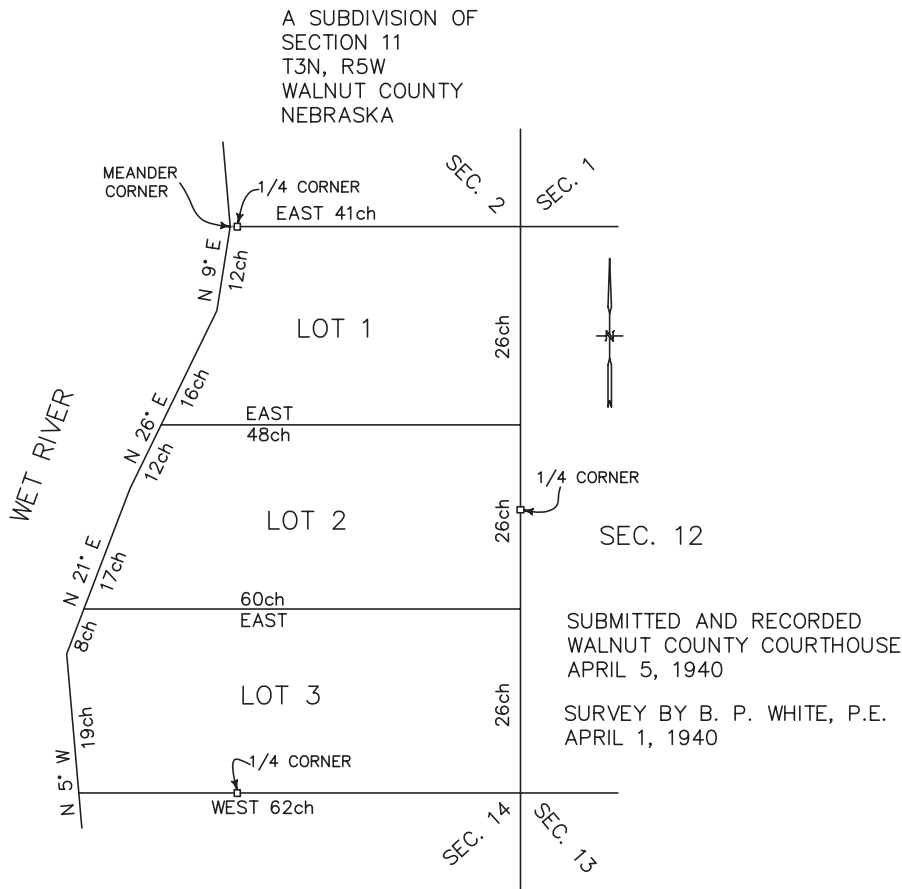 A SUBDIVISION OF
SECTION 11
T3N, R5W
WALNUT COUNTY
NEBRASKA
SEC. 2
SEC. 1
MEANDER
CORNER
1/4 CORNER
EAST 41ch
N 9° E
12ch
LOT 1
26ch
N
N 26° E
16ch
EAST
48ch
WET RIVER
12ch
LOT 2
26ch
1/4 CORNER
SEC. 12
N 21° E
17ch
60ch
EAST
8ch
SUBMITTED AND RECORDED
WALNUT COUNTY COURTHOUSE
APRIL 5, 1940
LOT 3
26ch
SURVEY BY B. P. WHITE, P.E.
APRIL 1, 1940
19ch
N 5° W
1/4 CORNER
WEST 62ch
SEC. 14
SEC. 13